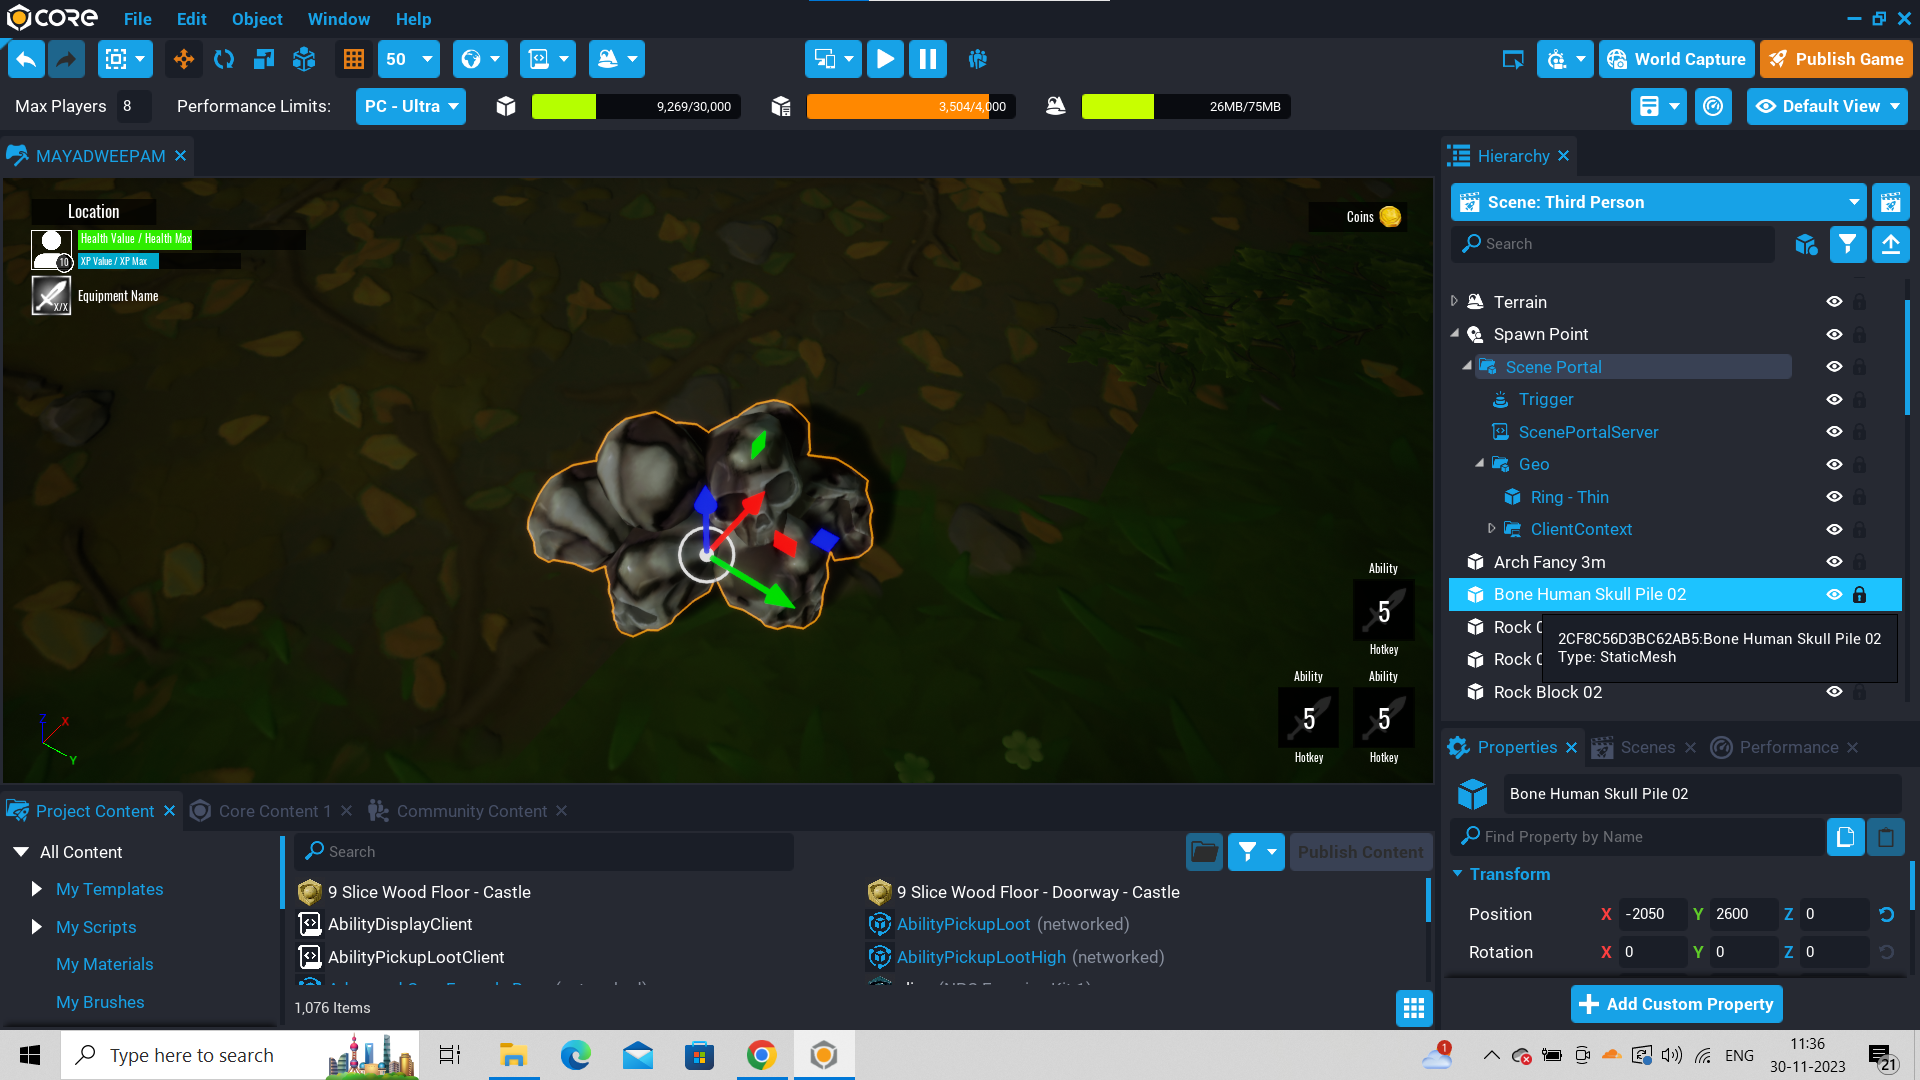 CORE File Edit Object Window Help
50 World Capture Publish Game
Max Players 8 Performance Limits: PC - Ultra 9,269/30,000 3,504/4,000 26MB/75MB Default View
MAYADWEEPAM
Location
Health Value / Health Max
10
XP Value / XP Max
X/X
Equipment Name
Coins
Ability
5
Hotkey
Ability Ability
5 5
Hotkey Hotkey
Z X
Y
Hierarchy
Scene: Third Person
Search
Terrain
Spawn Point
Scene Portal
Trigger
ScenePortalServer
Geo
Ring - Thin
ClientContext
Arch Fancy 3m
Bone Human Skull Pile 02
Rock
2CF8C56D3BC62AB5:Bone Human Skull Pile 02
Rock
Type: StaticMesh
Rock Block 02
Properties Scenes Performance
Bone Human Skull Pile 02
Find Property by Name
Transform
Position X -2050 Y 2600 Z 0
Rotation X 0 Y 0 Z 0
Add Custom Property
Project Content Core Content 1 Community Content
All Content
My Templates
My Scripts
My Materials
My Brushes
Search
Publish Content
9 Slice Wood Floor - Castle 9 Slice Wood Floor - Doorway - Castle
AbilityDisplayClient AbilityPickupLoot (networked)
AbilityPickupLootClient AbilityPickupLootHigh (networked)
1,076 Items
Type here to search
1
ENG
11:36
30-11-2023
21